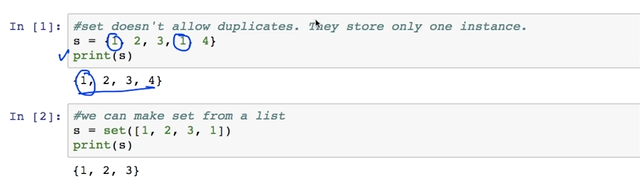 In [1]: #set doesn't allow duplicates. They store only one instance.
s = {1, 2, 3, 1, 4}
print(s)
{1, 2, 3, 4}
In [2]: #we can make set from a list
s = set([1, 2, 3, 1])
print(s)
{1, 2, 3}